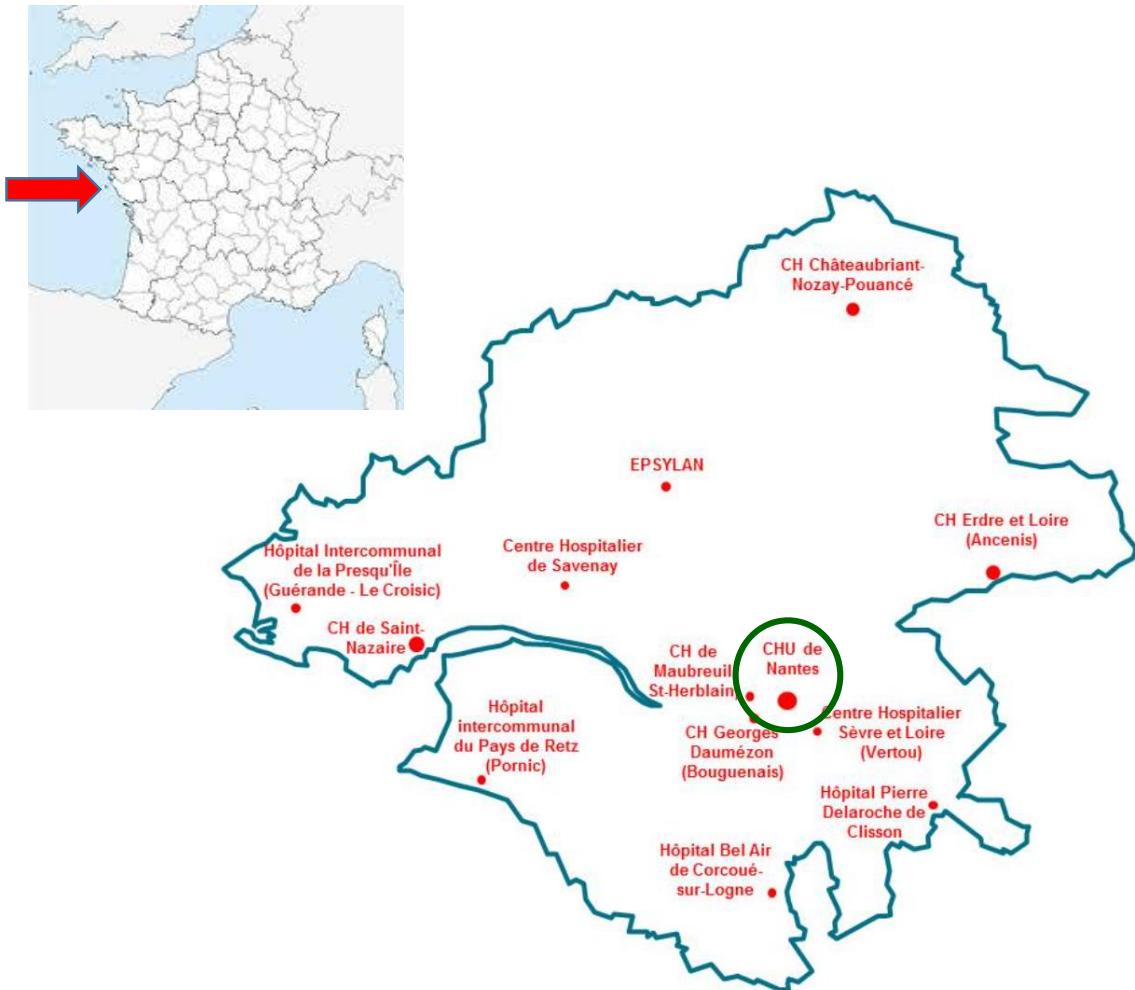 CH Châteaubriant-
Nozay-Pouancé
EPSYLAN
CH Erdre et Loire
(Ancenis)
Centre Hospitalier
de Savenay
Hôpital Intercommunal
de la Presqu'Île
(Guérande - Le Croisic)
CH de Saint-
Nazaire
CH de
Maubreuil
St-Herblain
CHU de
Nantes
Hôpital
intercommunal
du Pays de Retz
(Pornic)
CH Georges
Daumézon
(Bouguenais)
Centre Hospitalier
Sèvre et Loire
(Vertou)
Hôpital Pierre
Delaroche de
Clisson
Hôpital Bel Air
de Corcoué-
sur-Logne